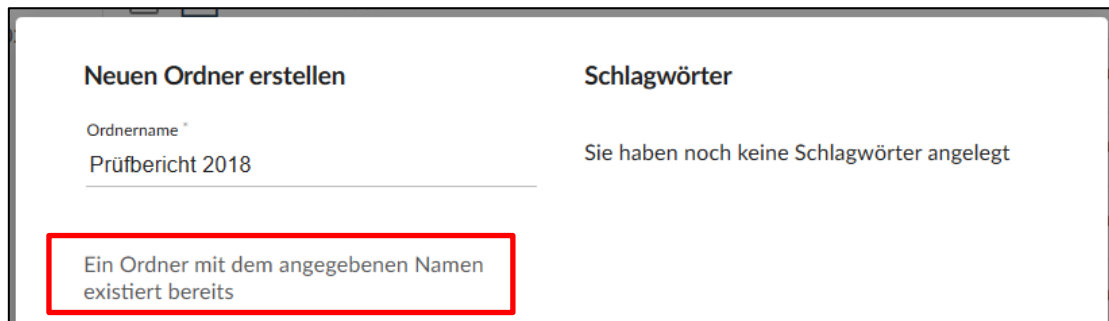 Neuen Ordner erstellen
Ordnername *
Prüfbericht 2018
Ein Ordner mit dem angegebenen Namen
existiert bereits
Schlagwörter
Sie haben noch keine Schlagwörter angelegt